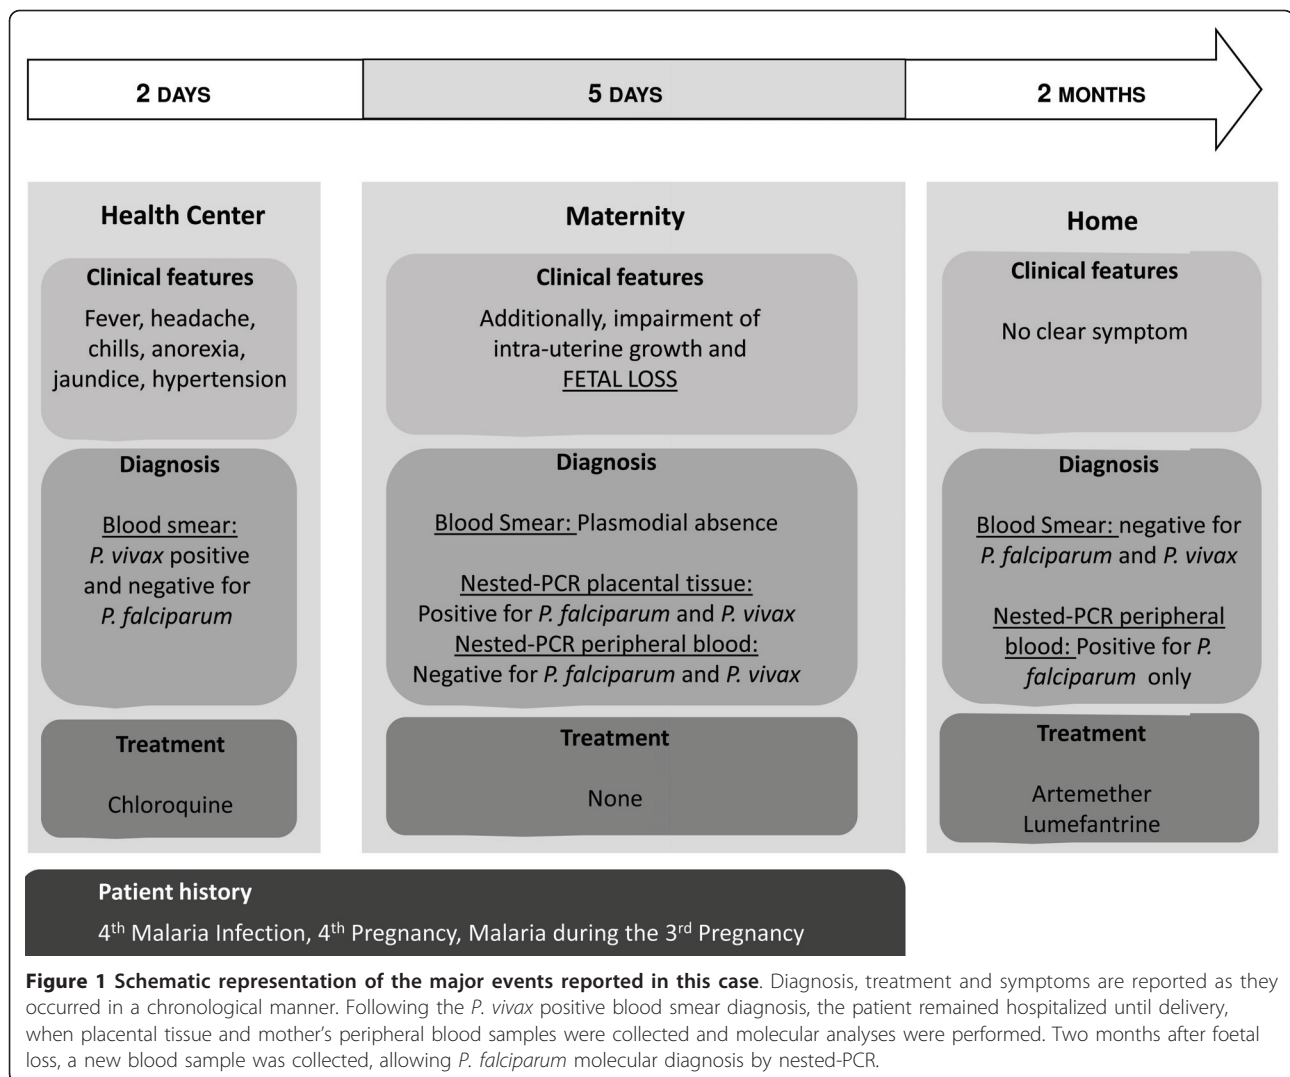 2 DAYS
5 DAYS
2 MONTHS
Health Center
Clinical features
Fever, headache,
chills, anorexia,
jaundice, hypertension
Diagnosis
Blood smear:
P. vivax positive
and negative for
P. falciparum
Treatment
Chloroquine
Maternity
Clinical features
Additionally, impairment of
intra-uterine growth and
FETAL LOSS
Diagnosis
Blood Smear: Plasmodial absence
Nested-PCR placental tissue:
Positive for P. falciparum and P. vivax
Nested-PCR peripheral blood:
Negative for P. falciparum and P. vivax
Treatment
None
Home
Clinical features
No clear symptom
Diagnosis
Blood Smear: negative for
P. falciparum and P. vivax
Nested-PCR peripheral
blood: Positive for P.
falciparum only
Treatment
Artemether
Lumefantrine
Patient history
4th Malaria Infection, 4th Pregnancy, Malaria during the 3rd Pregnancy
Figure 1 Schematic representation of the major events reported in this case. Diagnosis, treatment and symptoms are reported as they
occurred in a chronological manner. Following the P. vivax positive blood smear diagnosis, the patient remained hospitalized until delivery,
when placental tissue and mother's peripheral blood samples were collected and molecular analyses were performed. Two months after foetal
loss, a new blood sample was collected, allowing P. falciparum molecular diagnosis by nested-PCR.